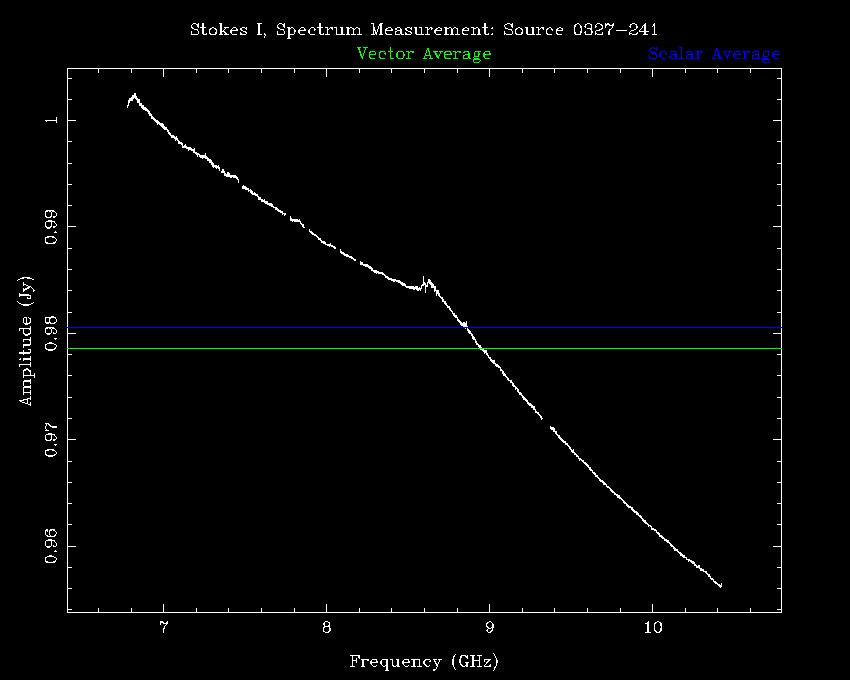 Stokes I, Spectrum Measurement: Source 0327-241
Vector Average Scalar Average
1
0.99
0.98
0.97
0.96
Amplitude (Jy)
7 8 9 10
Frequency (GHz)